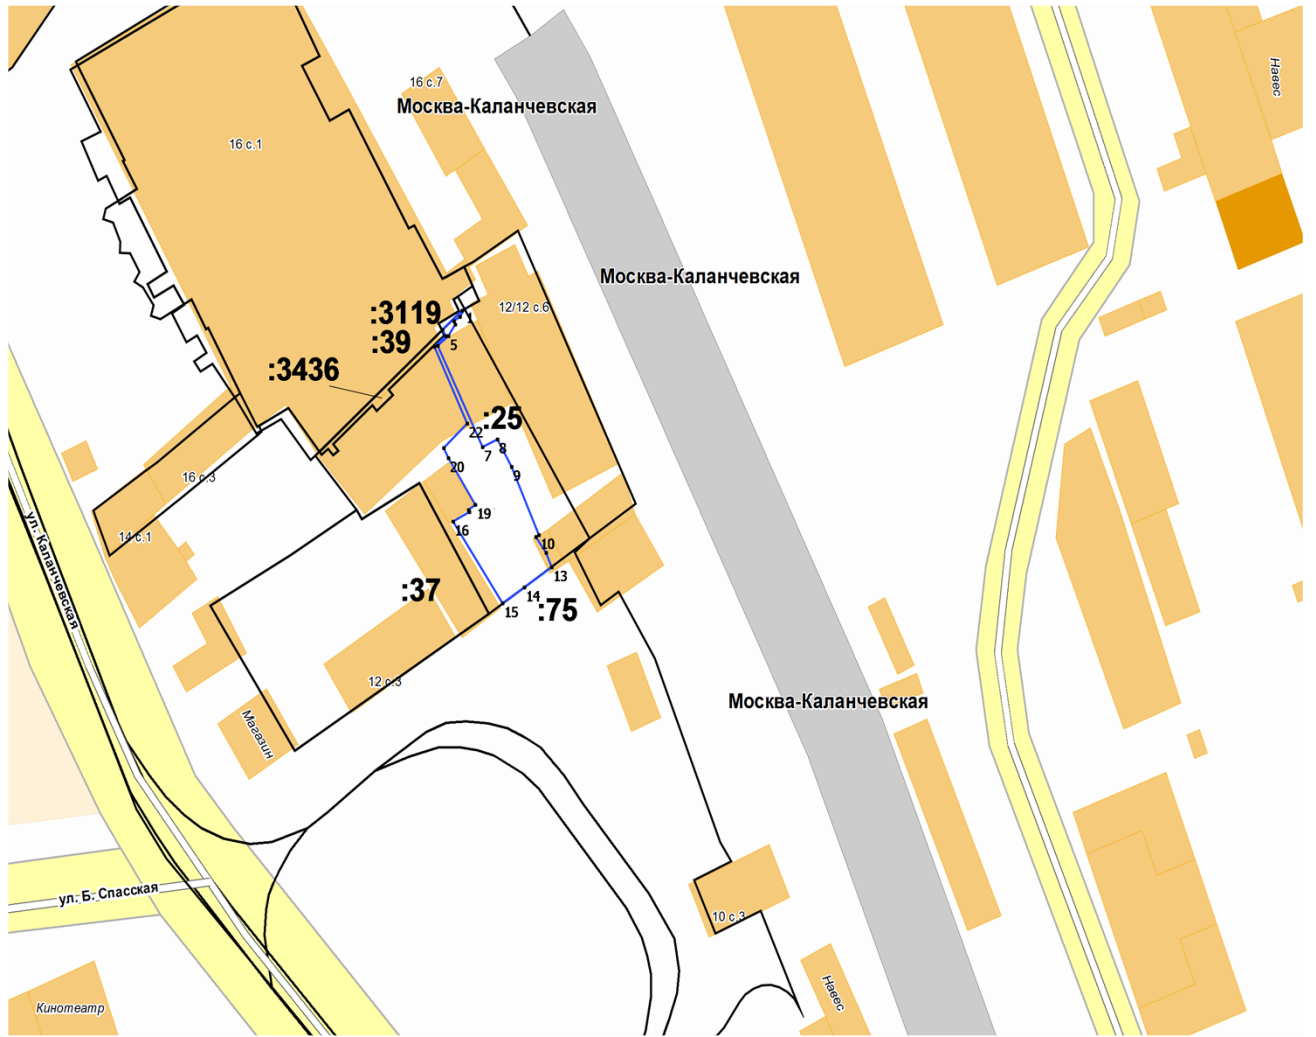 Навес
16 с.7
Москва-Каланчевская
16 с.1
Москва-Каланчевская
12/12 с.6
:3119
1
:39
5
:3436
:25
22
8
7
20
9
16 с.3
19
16
14 с.1
10
ул. Каланчевская
13
:37
14
:75
15
12 с.3
Москва-Каланчевская
Магазин
ул. Б. Спасская
10 с.3
Навес
Кинотеатр